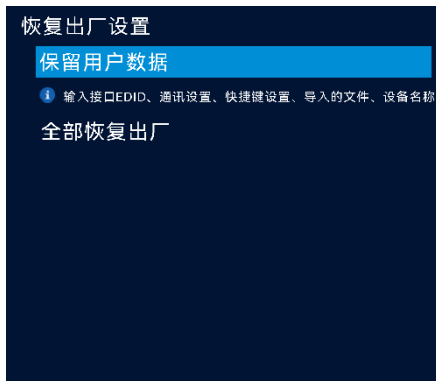 恢复出厂设置
保留用户数据
输入接口EDID、通讯设置、快捷键设置、导入的文件、设备名称
全部恢复出厂